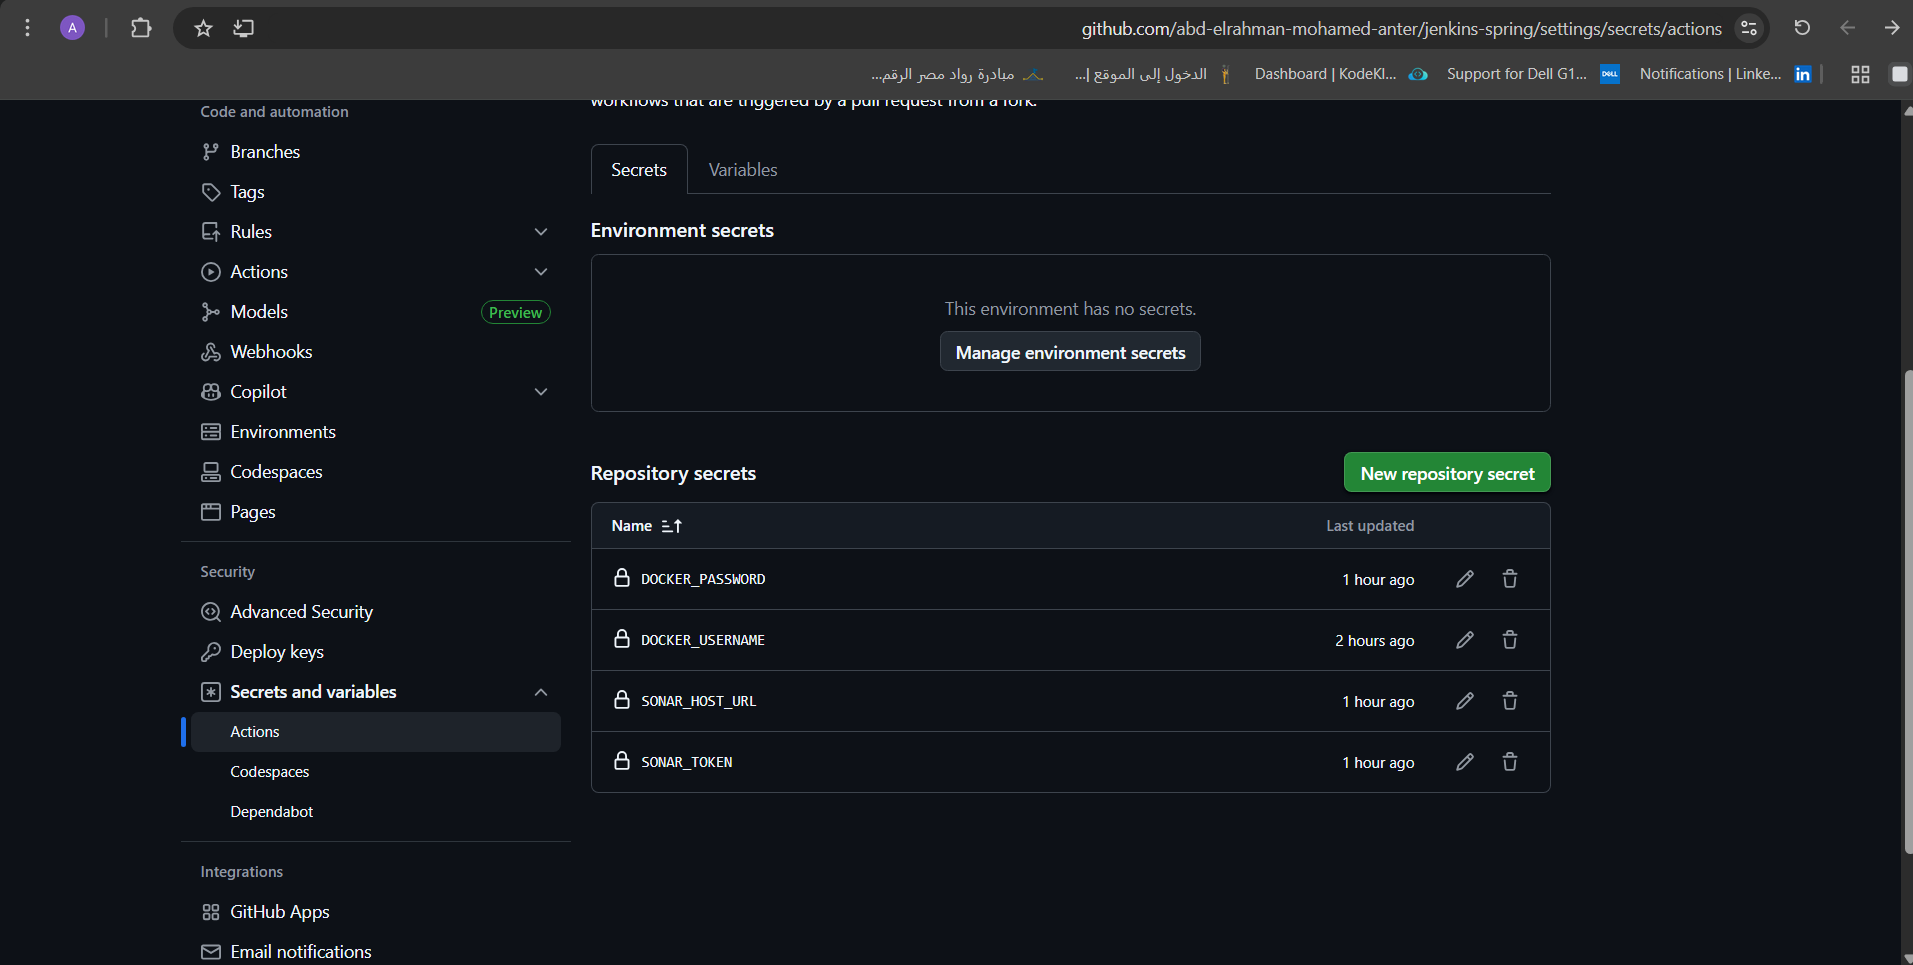 A
github.com/abd-elrahman-mohamed-anter/jenkins-spring/settings/secrets/actions
مبادرة رواد مصر الرقم...
الدخول إلى الموقع |...
Dashboard | KodeKl...
Support for Dell G1...
DELL
Notifications | Linke...
in
Code and automation
Branches
Tags
Rules
Actions
Models
Preview
Webhooks
Copilot
Environments
Codespaces
Pages
Security
Advanced Security
Deploy keys
Secrets and variables
Actions
Codespaces
Dependabot
Integrations
GitHub Apps
Email notifications
workflows that are triggered by a pull request from a fork.
Secrets
Variables
Environment secrets
This environment has no secrets.
Manage environment secrets
Repository secrets
New repository secret
Name
Last updated
DOCKER_PASSWORD
1 hour ago
DOCKER_USERNAME
2 hours ago
SONAR_HOST_URL
1 hour ago
SONAR_TOKEN
1 hour ago